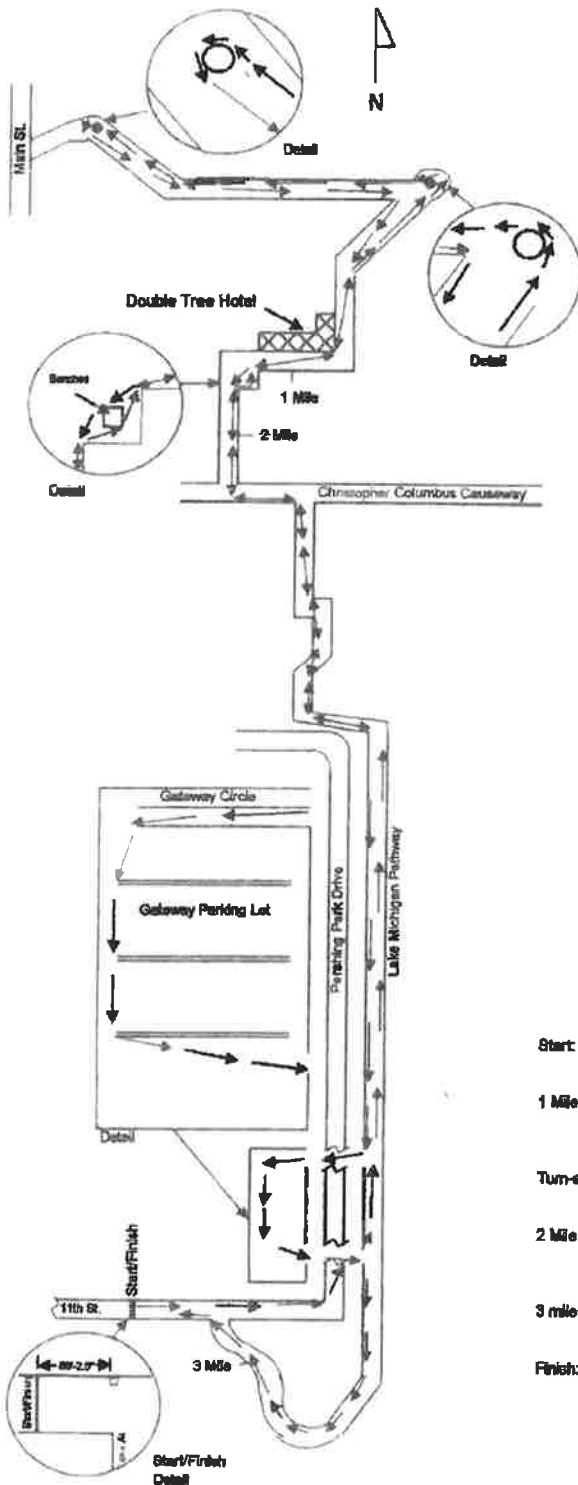 N
Main St.
Detail
Double Tree Hotel
Detail
Benches
1 Mile
2 Mile
Detail
Christopher Columbus Causeway
Gateway Circle
Gateway Parking Lot
Pershing Park Drive
Lake Michigan Pathway
Start:
1 Mile
Detail
2 Mile
Start/Finish
11th St.
3 mile
3 Mile
Finish:
Start/Finish
Start/Finish
Detail